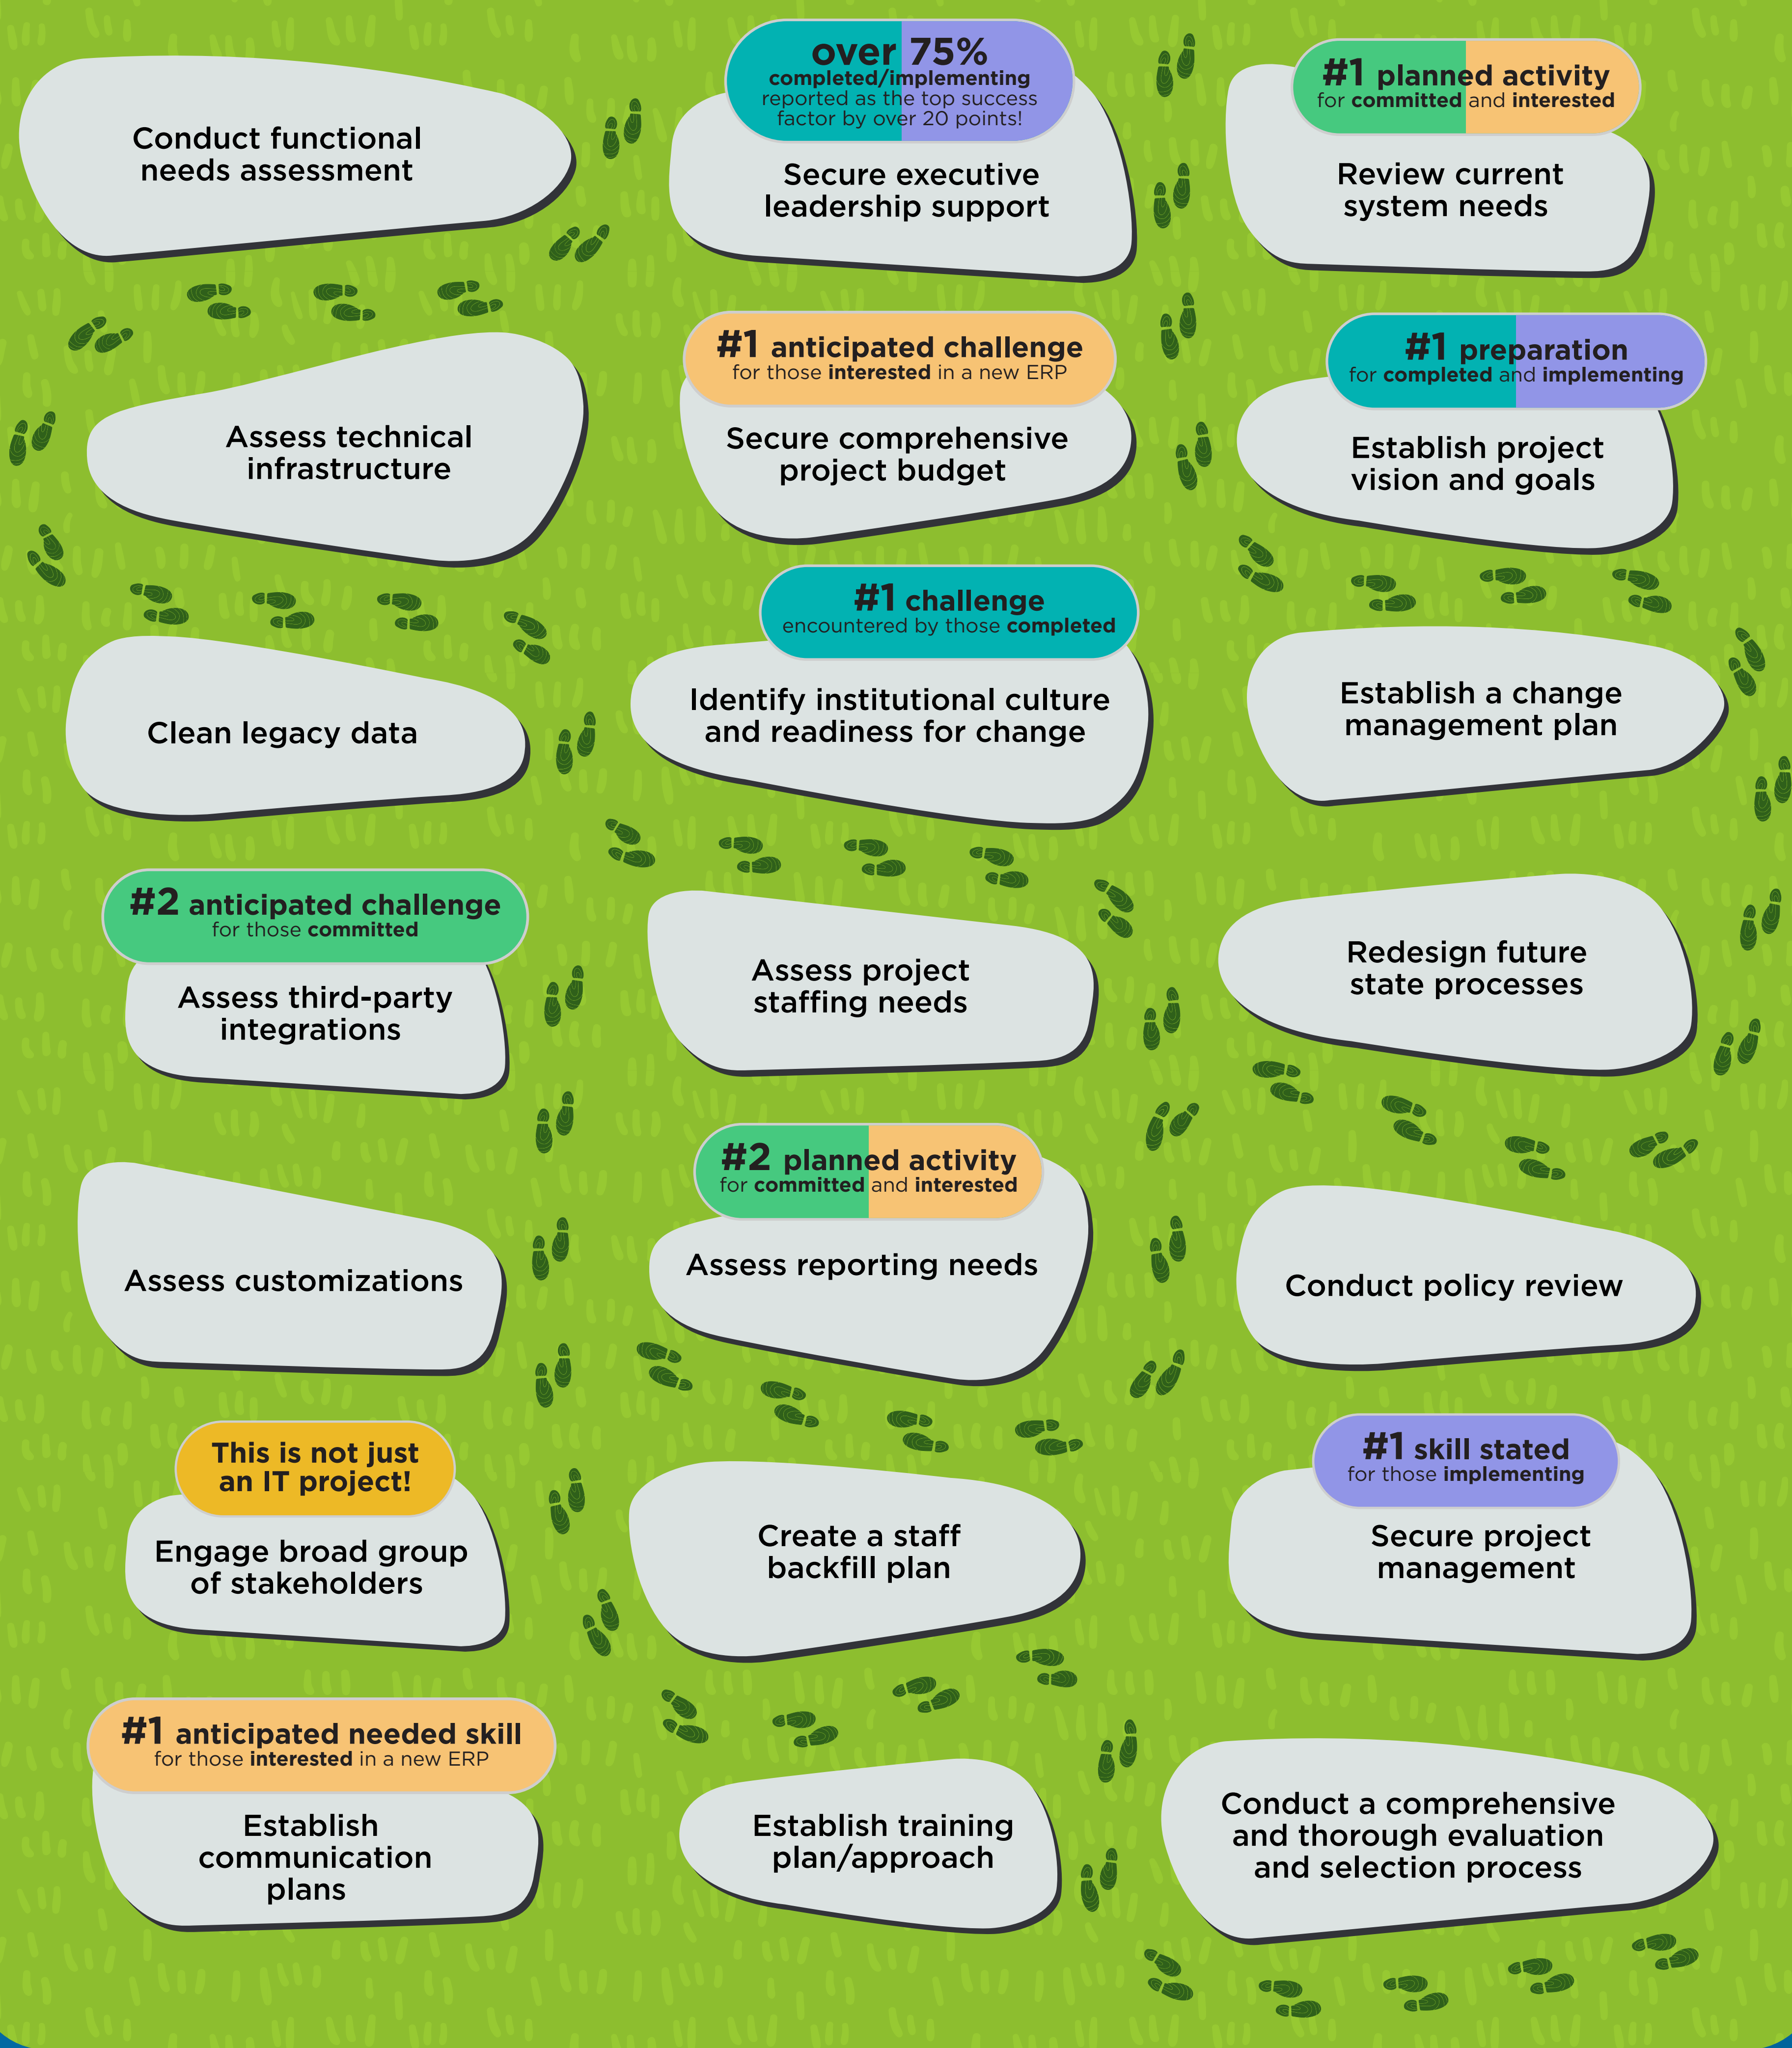 Conduct functional
needs assessment
over 75%
completed/implementing
reported as the top success
factor by over 20 points!
Secure executive
leadership support
#1 planned activity
for committed and interested
Review current
system needs
Assess technical
infrastructure
#1 anticipated challenge
for those interested in a new ERP
Secure comprehensive
project budget
#1 preparation
for completed and implementing
Establish project
vision and goals
Clean legacy data
#1 challenge
encountered by those completed
Identify institutional culture
and readiness for change
Establish a change
management plan
#2 anticipated challenge
for those committed
Assess third-party
integrations
Assess project
staffing needs
Redesign future
state processes
Assess customizations
#2 planned activity
for committed and interested
Assess reporting needs
Conduct policy review
This is not just
an IT project!
Engage broad group
of stakeholders
Create a staff
backfill plan
#1 skill stated
for those implementing
Secure project
management
#1 anticipated needed skill
for those interested in a new ERP
Establish
communication
plans
Establish training
plan/approach
Conduct a comprehensive
and thorough evaluation
and selection process